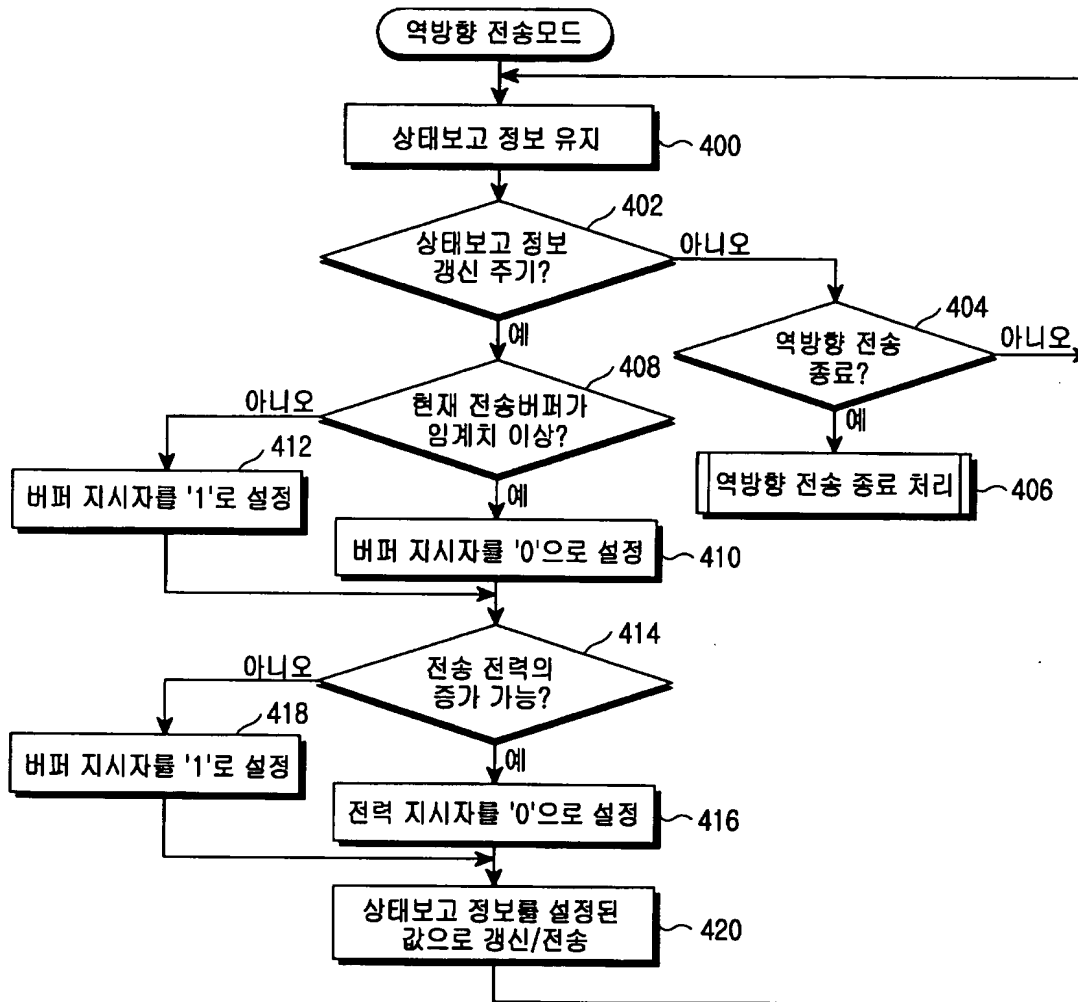 역방향 전송모드
상태보고 정보 유지
400
402
상태보고 정보
갱신 주기?
아니오
예
404
역방향 전송
종료?
아니오
예
역방향 전송 종료 처리
406
408
현재 전송버퍼가
임계치 이상?
아니오
예
412
버퍼 지시자를 '1'로 설정
버퍼 지시자를 '0'으로 설정
410
414
전송 전력의
증가 가능?
아니오
예
418
버퍼 지시자를 '1'로 설정
전력 지시자를 '0'으로 설정
416
상태보고 정보를 설정된
값으로 갱신/전송
420